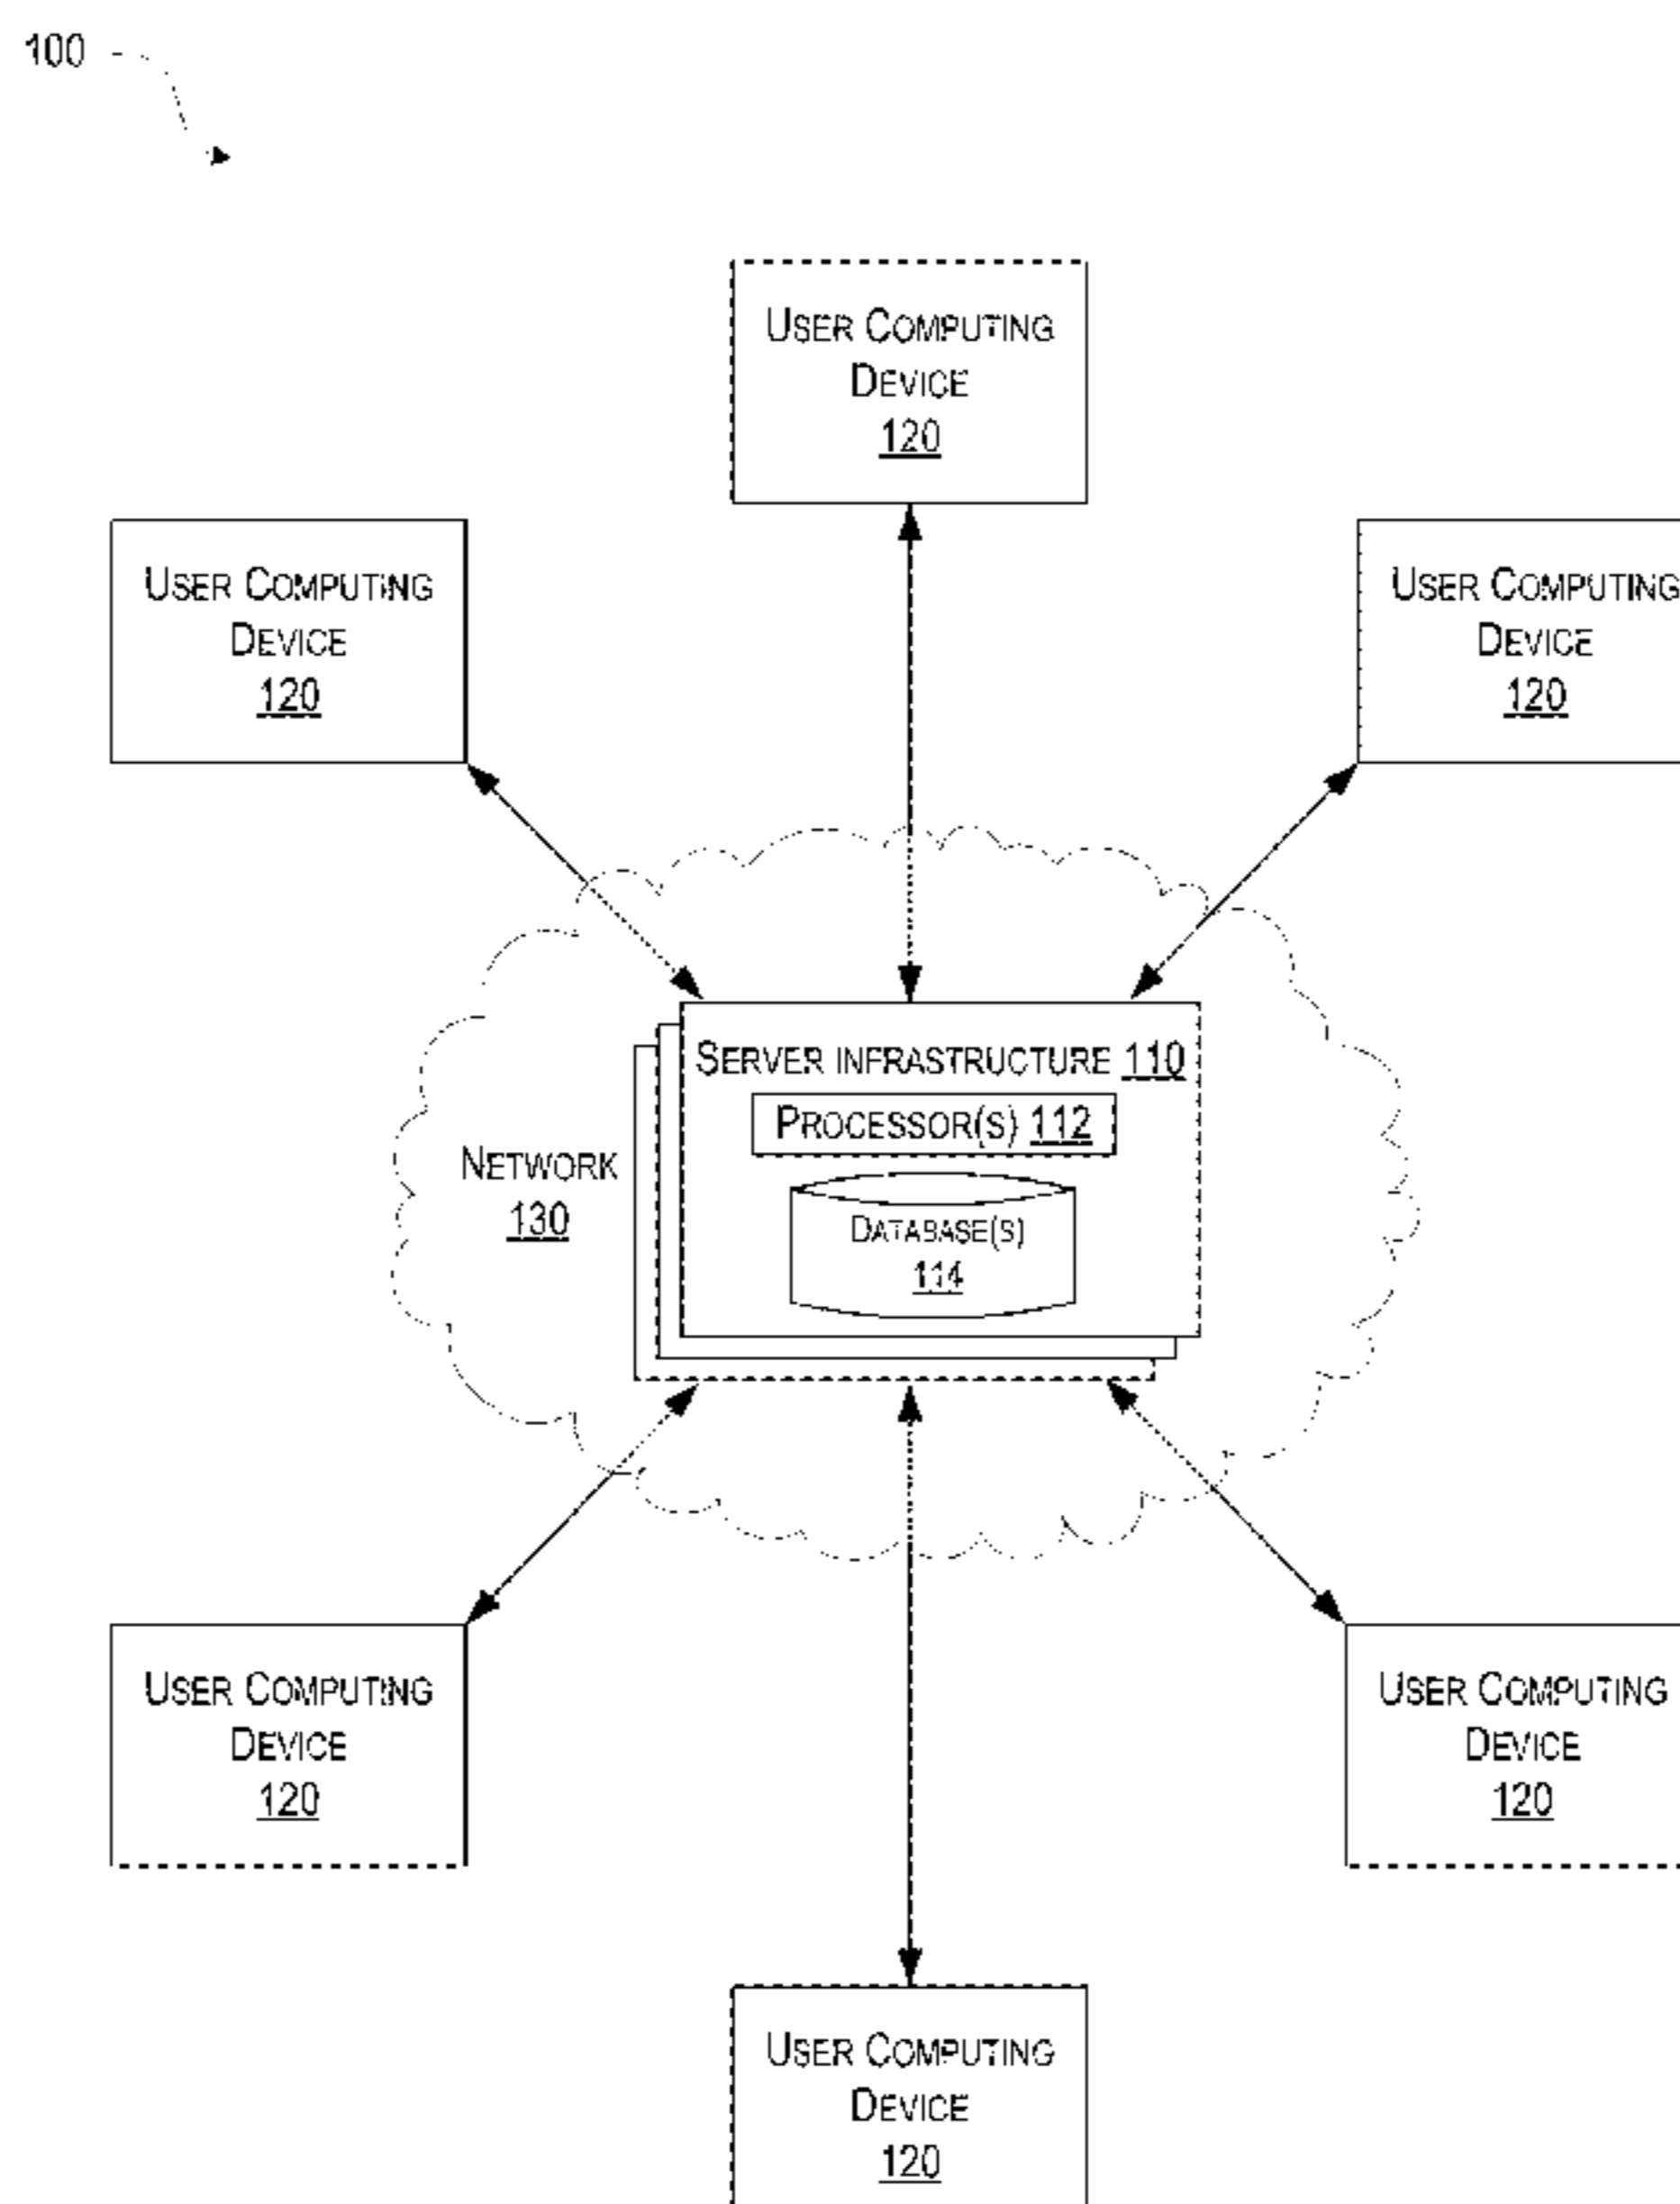 100
USER COMPUTING
DEVICE
120
USER COMPUTING
DEVICE
120
USER COMPUTING
DEVICE
120
SERVER INFRASTRUCTURE 110
PROCESSOR(S) 112
NETWORK
130
DATABASE(S)
114
USER COMPUTING
DEVICE
120
USER COMPUTING
DEVICE
120
USER COMPUTING
DEVICE
120